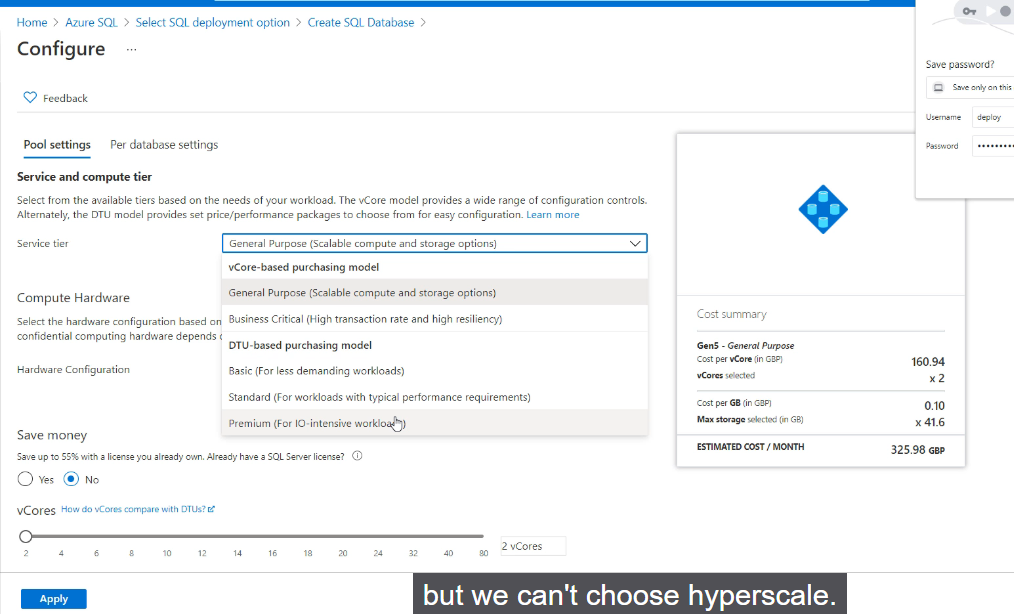 Home > Azure SQL > Select SQL deployment option > Create SQL Database >
Configure ...
Feedback
Pool settings Per database settings
Service and compute tier
Select from the available tiers based on the needs of your workload. The vCore model provides a wide range of configuration controls.
Alternately, the DTU model provides set price/performance packages to choose from for easy configuration. Learn more
Service tier
General Purpose (Scalable compute and storage options)
vCore-based purchasing model
General Purpose (Scalable compute and storage options)
Business Critical (High transaction rate and high resiliency)
DTU-based purchasing model
Basic (For less demanding workloads)
Standard (For workloads with typical performance requirements)
Premium (For IO-intensive workloads)
Compute Hardware
Select the hardware configuration based on
confidential computing hardware depends
Hardware Configuration
Save money
Save up to 55% with a license you already own. Already have a SQL Server license?
Yes No
vCores How do vCores compare with DTUs?
2 4 6 8 10 12 14 16 18 20 24 32 40 80
2 vCores
Apply
Save password?
Save only on this
Username deploy
Password
Cost summary
Gen5 - General Purpose
Cost per vCore (in GBP) 160.94
vCores selected x 2
Cost per GB (in GBP) 0.10
Max storage selected (in GB) x 41.6
ESTIMATED COST / MONTH 325.98 GBP
but we can't choose hyperscale.